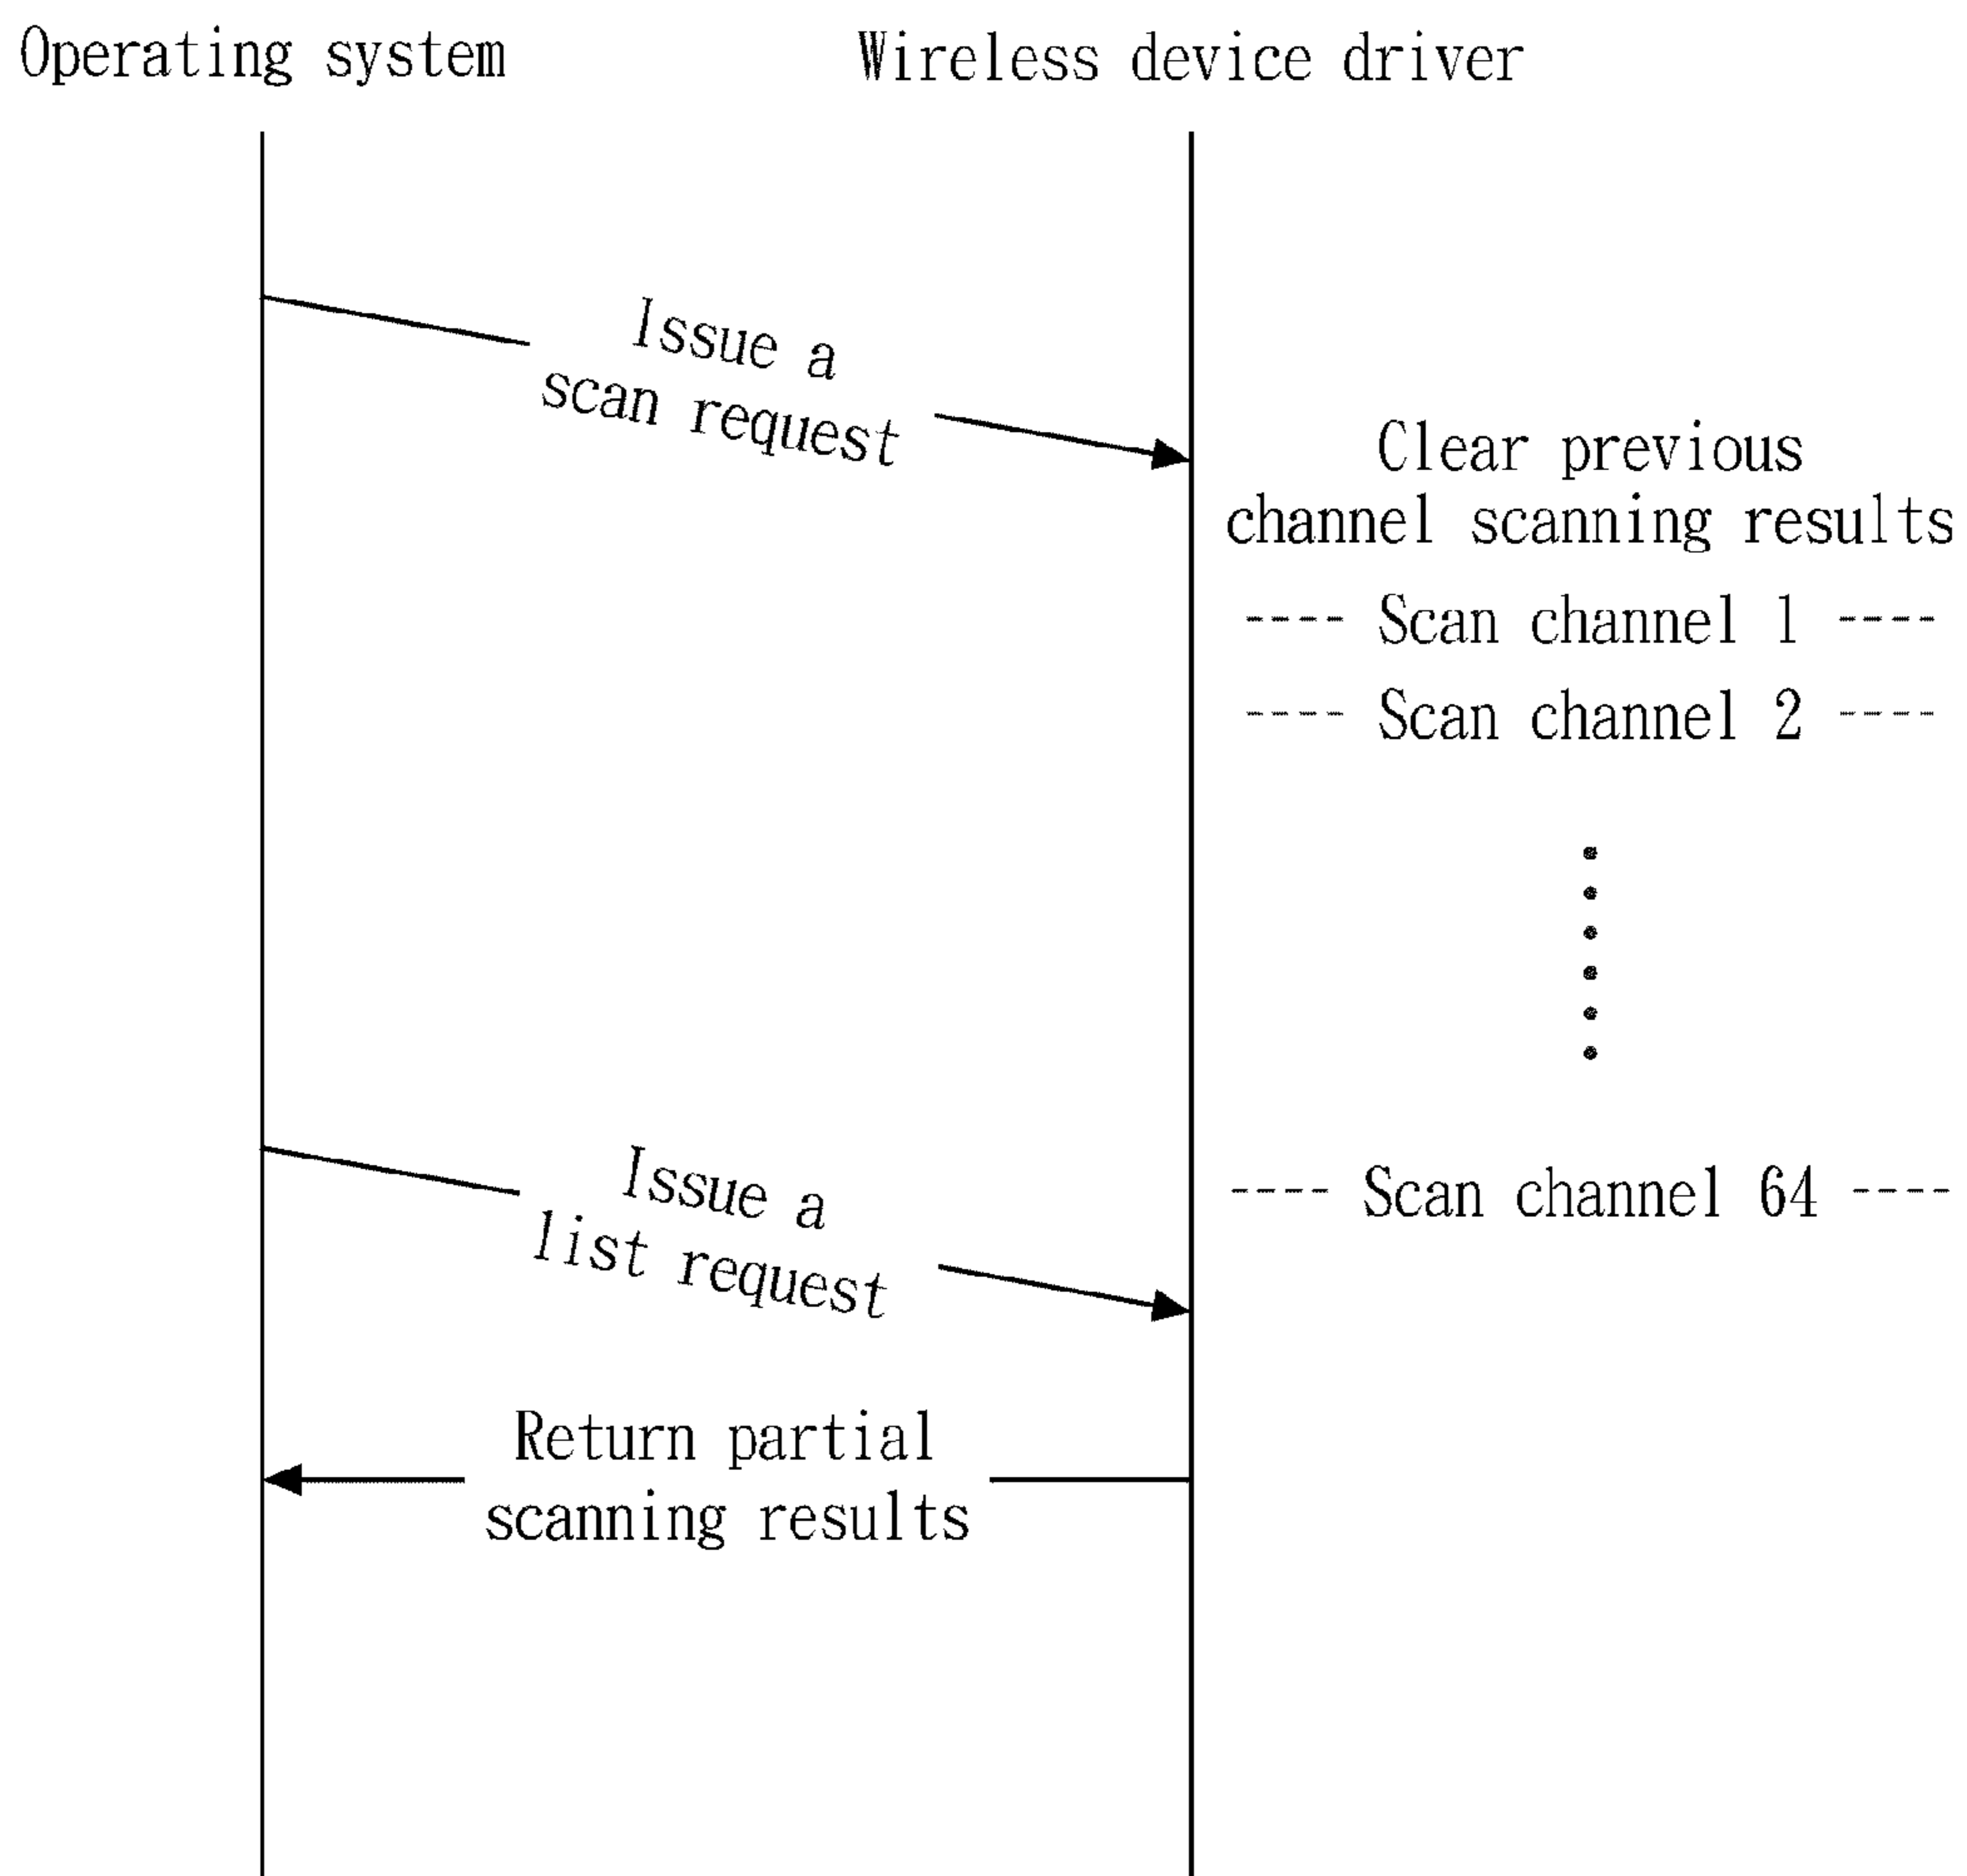 Operating system
Wireless device driver
Issue a
scan request
Clear previous
channel scanning results
---- Scan channel 1 ----
---- Scan channel 2 ----
Issue a
list request
---- Scan channel 64 ----
Return partial
scanning results